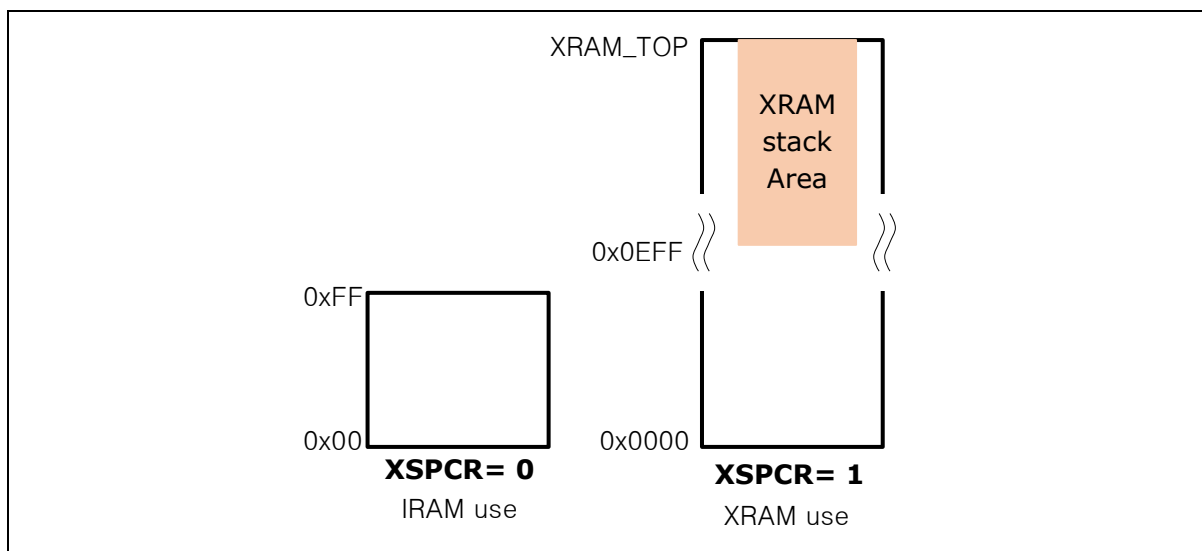 XRAM_TOP
XRAM
stack
Area
0x0EFF
0xFF
0x00
0x0000
XSPCR= 0
XSPCR= 1
IRAM use
XRAM use